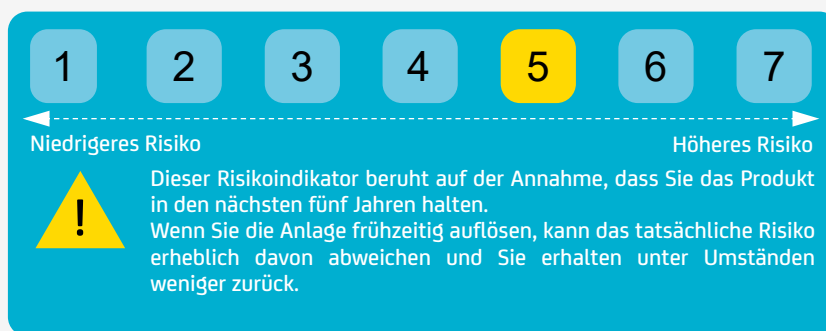 1 2 3 4 5 6 7
Niedrigeres Risiko Höheres Risiko
Dieser Risikoindikator beruht auf der Annahme, dass Sie das Produkt
in den nächsten fünf Jahren halten.
Wenn Sie die Anlage frühzeitig auflösen, kann das tatsächliche Risiko
erheblich davon abweichen und Sie erhalten unter Umständen
weniger zurück.
!